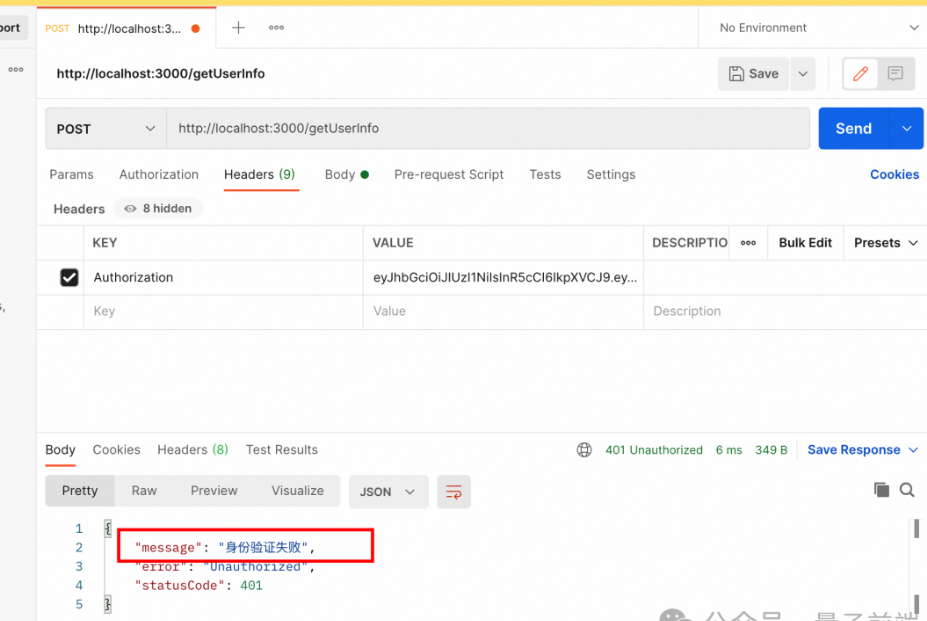 port
POST http://localhost:3...
No Environment
http://localhost:3000/getUserInfo
Save
POST
http://localhost:3000/getUserInfo
Send
Params Authorization Headers (9) Body Pre-request Script Tests Settings Cookies
Headers 8 hidden
KEY VALUE DESCRIPTIO Bulk Edit Presets
Authorization eyJhbGciOiJIUzI1NiIsInR5cCI6IkpXVCJ9.ey...
Key Value Description
Body Cookies Headers (8) Test Results 401 Unauthorized 6 ms 349 B Save Response
Pretty Raw Preview Visualize JSON
1 {
2 "message": "身份验证失败",
3 "error": "Unauthorized",
4 "statusCode": 401
5 }